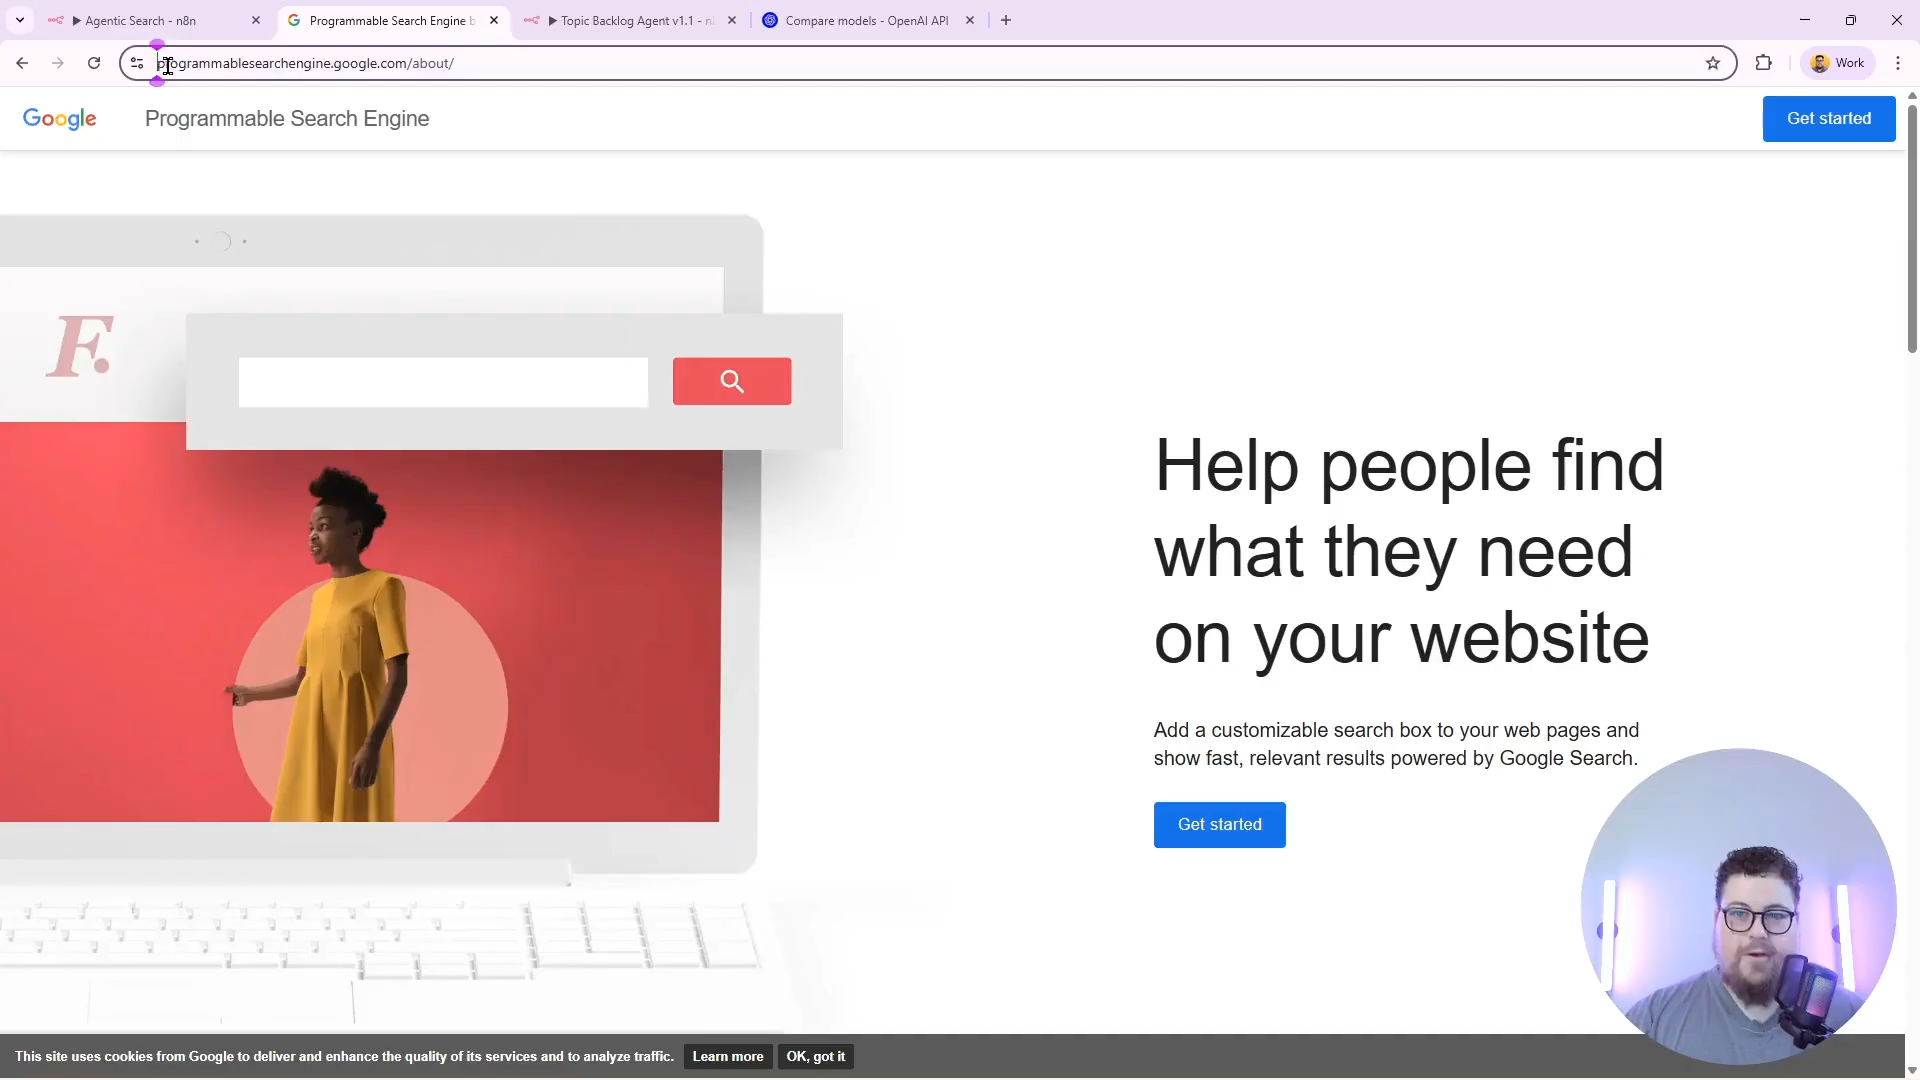 Agentic Search - n8n
Programmable Search Engine b
Topic Backlog Agent v1.1 - n
Compare models - OpenAI API
programmablesearchengine.google.com/about/
Work
Google
Programmable Search Engine
Get started
F.
Help people find
what they need
on your website
Add a customizable search box to your web pages and
show fast, relevant results powered by Google Search.
Get started
This site uses cookies from Google to deliver and enhance the quality of its services and to analyze traffic.
Learn more
OK, got it